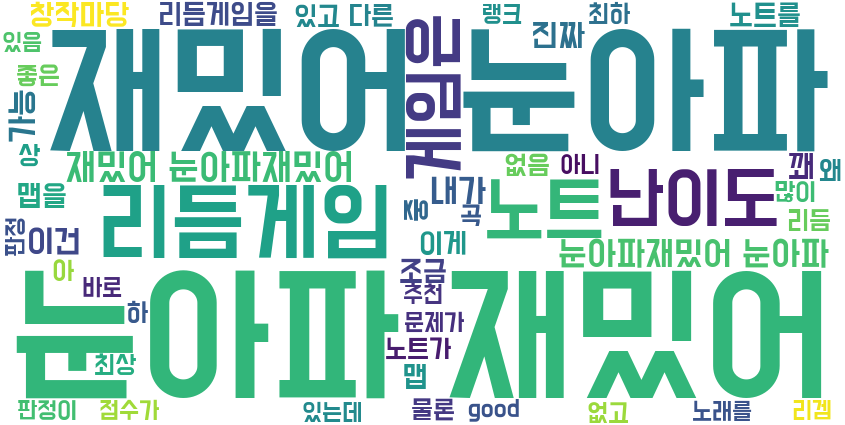 창작마당 리듬게임을 있고 다른 랭크 최하 노트를
있음 재밌어 게임은 진짜 눈아파
좋은
가능
상 재밌어 눈아파재밌어 없음 아니 꽤 왜
맵을 리듬게임 내가 노트 난이도 많이
중 곡 리듬
판정 이건 이게 눈아파재밌어 눈아파
아 바로 조금
하 추천
눈아파 재밌어
문제가
최상 노트가
맵
판정이 점수가 있는데 물론 good 없고 노래를 리겜